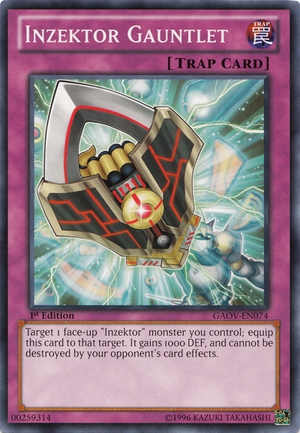 INZEKTOR GAUNTLET
TRAP
罠
[TRAP CARD]
1st Edition
GAOV-EN074
Target 1 face-up "Inzektor" monster you control; equip
this card to that target. It gains 1000 DEF, and cannot be
destroyed by your opponent's card effects.
00259314
©1996 KAZUKI TAKAHASHI